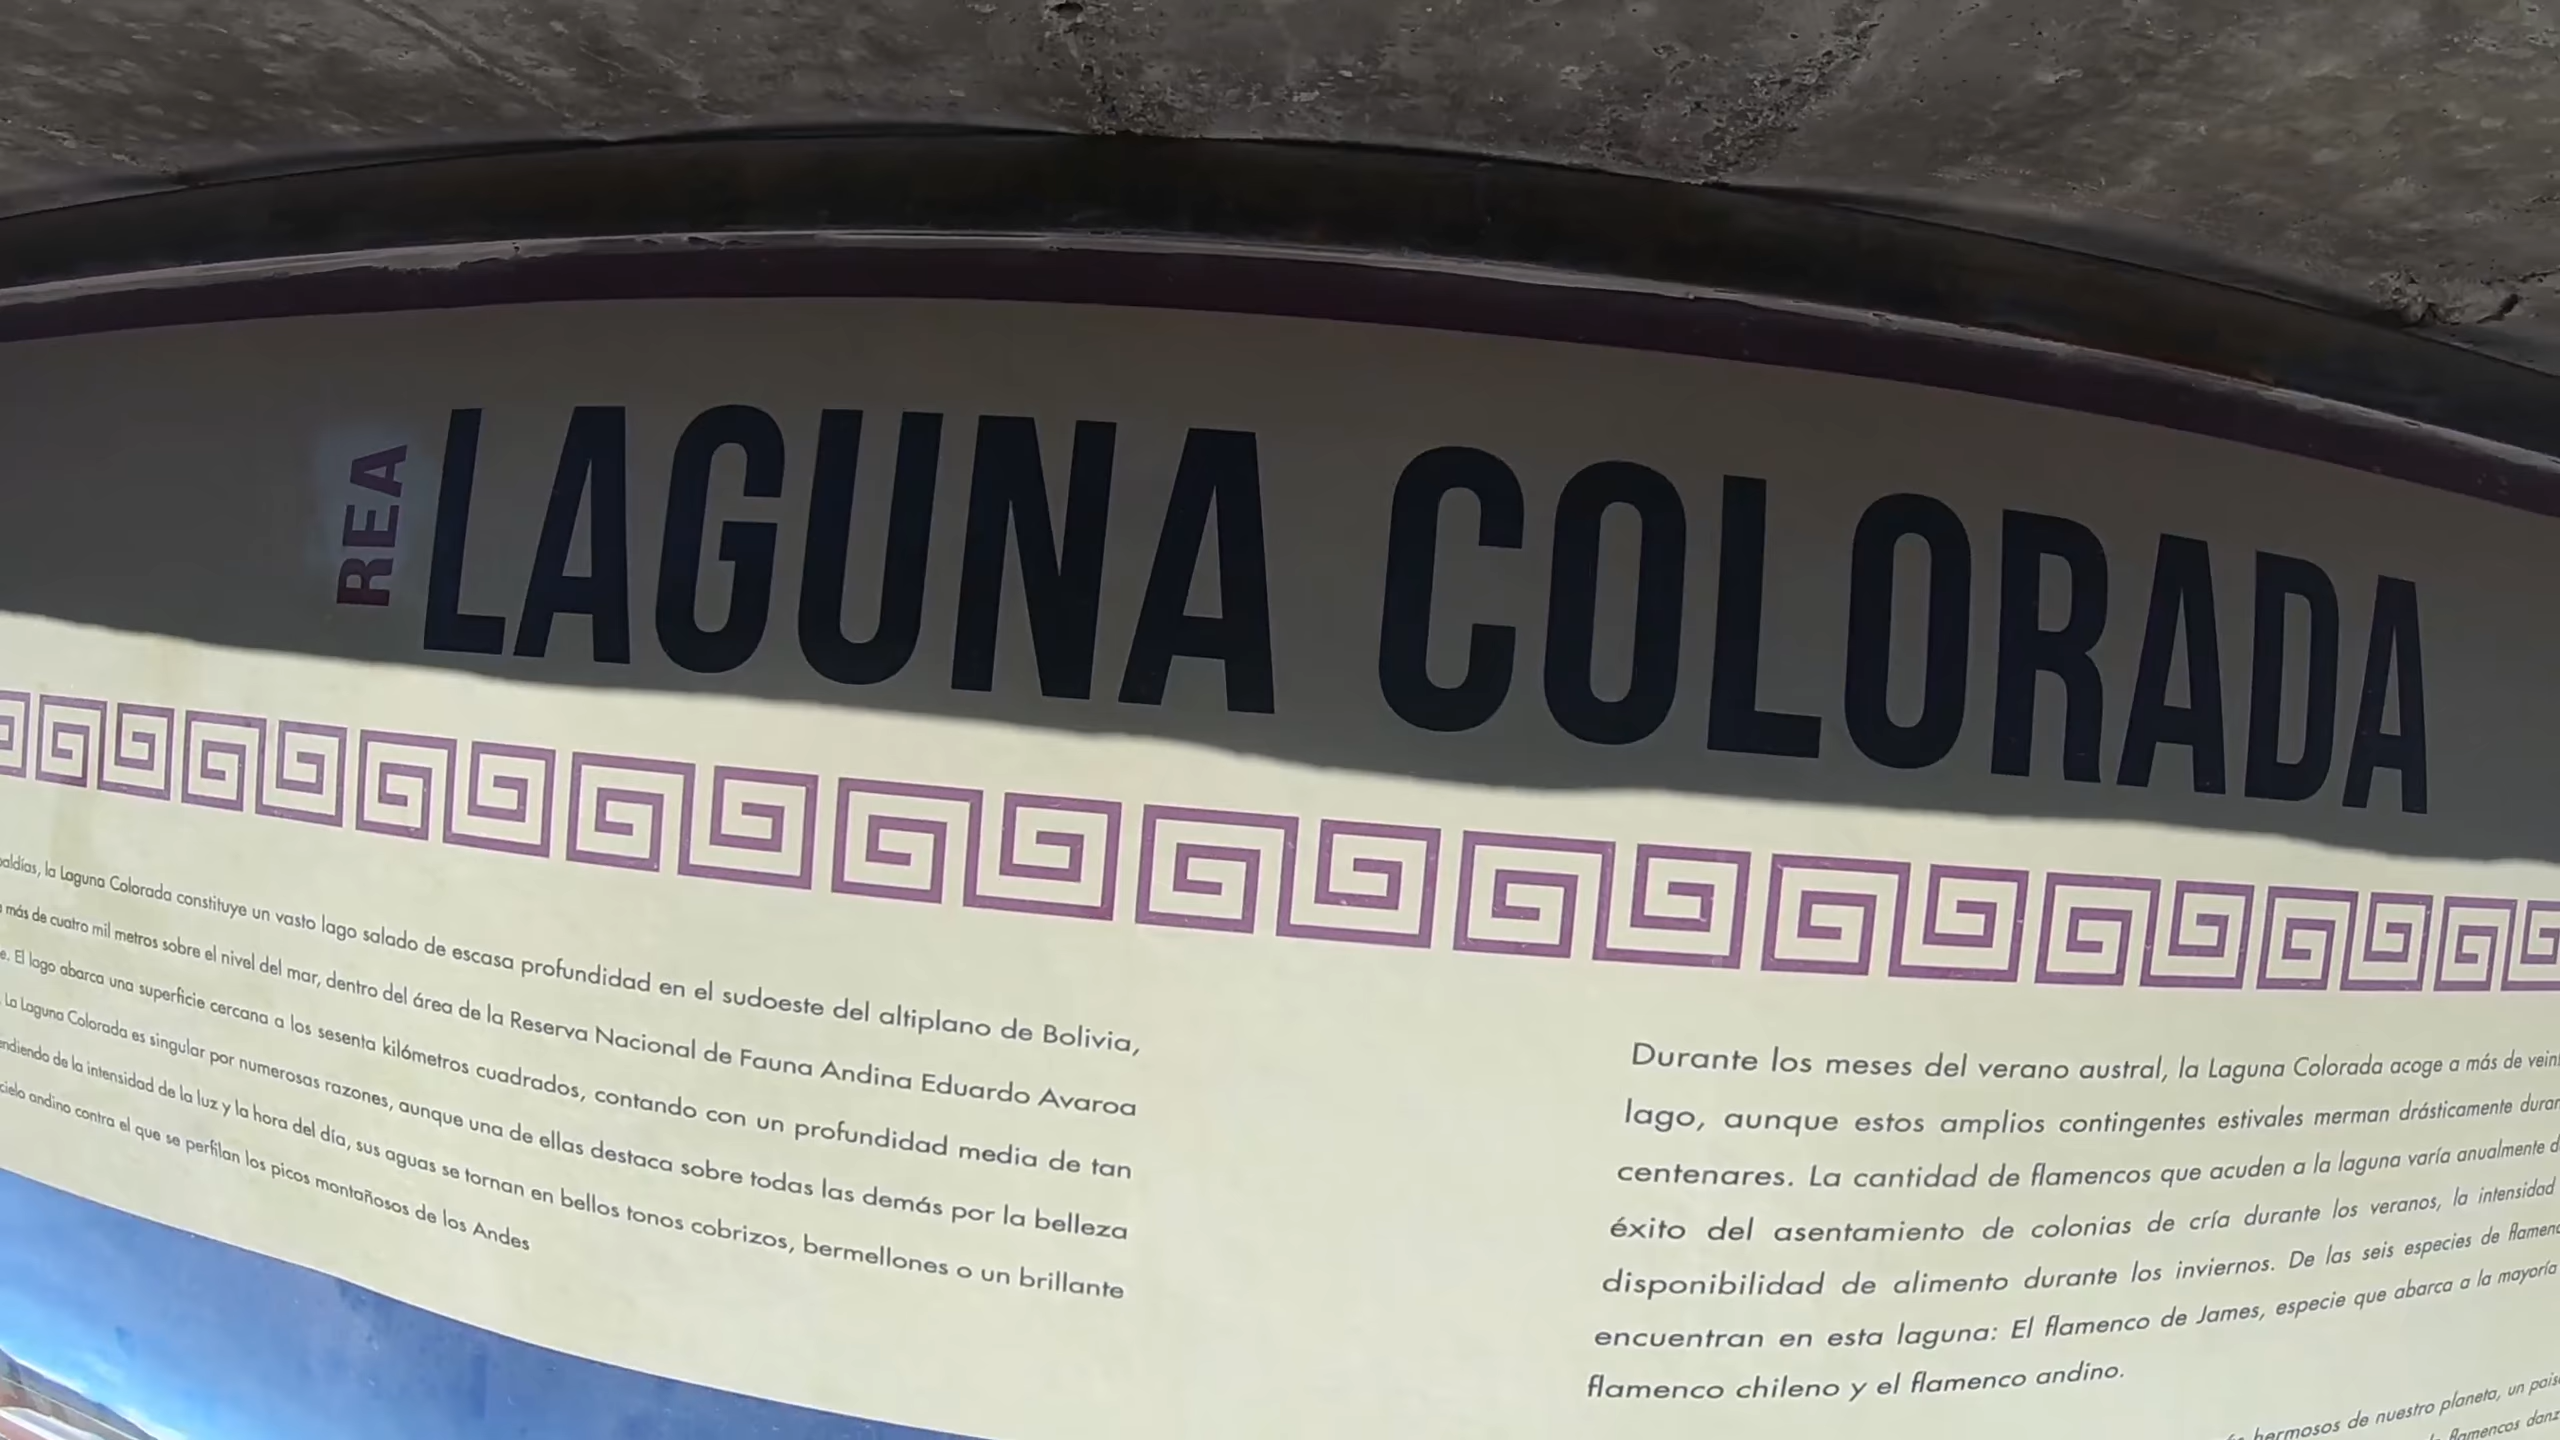 REA
LAGUNA COLORADA
la Laguna Colorada constituye un vasto lago salado de escasa profundidad en el sudoeste del altiplano de Bolivia,
más de cuatro mil metros sobre el nivel del mar, dentro del área de la Reserva Nacional de Fauna Andina Eduardo Avaroa
El lago abarca una superficie cercana a los sesenta kilómetros cuadrados, contando con un profundidad media de tan
La Laguna Colorada es singular por numerosas razones, aunque una de ellas destaca sobre todas las demás por la belleza
de la intensidad de la luz y la hora del día, sus aguas se tornan en bellos tonos cobrizos, bermellones o un brillante
cielo andino contra el que se perfilan los picos montañosos de los Andes
Durante los meses del verano austral, la Laguna Colorada acoge a más de
lago, aunque estos amplios contingentes estivales merman drásticamente
centenares. La cantidad de flamencos que acuden a la laguna varía anualmente
éxito del asentamiento de colonias de cría durante los veranos, la intensidad
disponibilidad de alimento durante los inviernos. De las seis especies de
encuentran en esta laguna: El flamenco de James, especie que abarca a la mayoría
flamenco chileno y el flamenco andino.
hermosos de nuestro planeta, un
flamencos